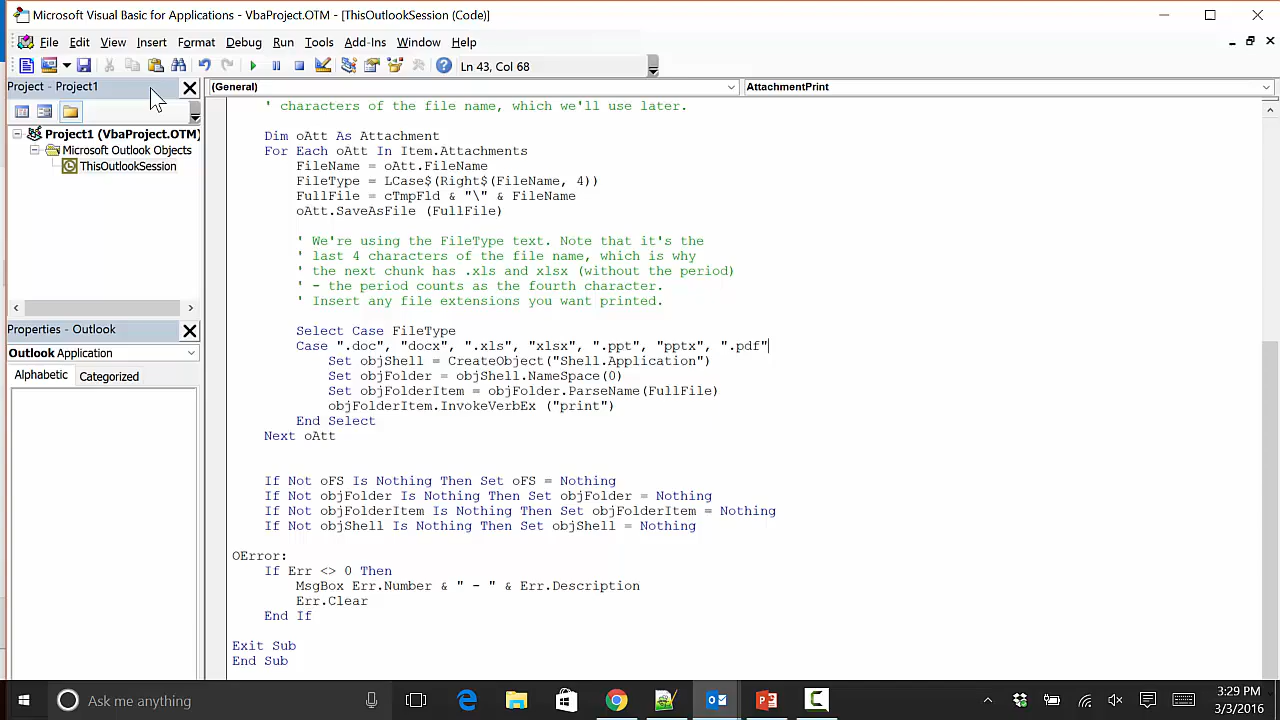 Microsoft Visual Basic for Applications - VbaProject.OTM - [ThisOutlookSession (Code)]
File Edit View Insert Format Debug Run Tools Add-Ins Window Help
Ln 43, Col 68
Project - Project1
(General)
AttachmentPrint
Project1 (VbaProject.OTM)
Microsoft Outlook Objects
ThisOutlookSession
Properties - Outlook
Outlook Application
Alphabetic Categorized
' characters of the file name, which we'll use later.
Dim oAtt As Attachment
For Each oAtt In Item.Attachments
FileName = oAtt.FileName
FileType = LCase$(Right$(FileName, 4))
FullFile = cTmpFld & "\" & FileName
oAtt.SaveAsFile (FullFile)
' We're using the FileType text. Note that it's the
' last 4 characters of the file name, which is why
' the next chunk has .xls and xlsx (without the period)
' - the period counts as the fourth character.
' Insert any file extensions you want printed.
Select Case FileType
Case ".doc", "docx", ".xls", "xlsx", ".ppt", "pptx", ".pdf"
Set objShell = CreateObject("Shell.Application")
Set objFolder = objShell.NameSpace(0)
Set objFolderItem = objFolder.ParseName(FullFile)
objFolderItem.InvokeVerbEx ("print")
End Select
Next oAtt
If Not oFS Is Nothing Then Set oFS = Nothing
If Not objFolder Is Nothing Then Set objFolder = Nothing
If Not objFolderItem Is Nothing Then Set objFolderItem = Nothing
If Not objShell Is Nothing Then Set objShell = Nothing
OError:
If Err <> 0 Then
MsgBox Err.Number & " - " & Err.Description
Err.Clear
End If
Exit Sub
End Sub
Ask me anything
3:29 PM
3/3/2016